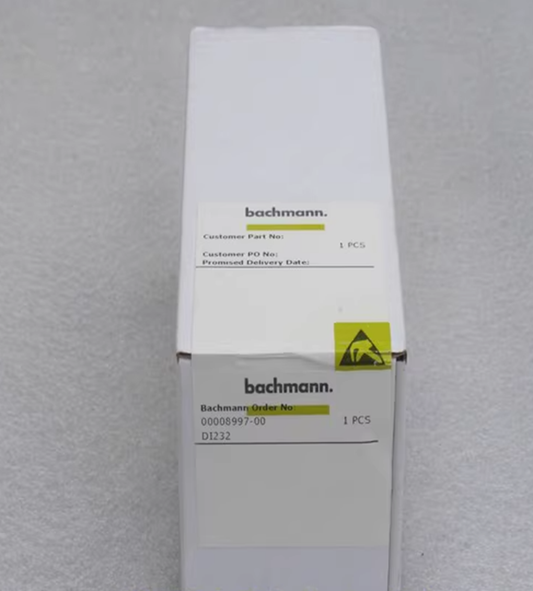 bachmann.
Customer Part No:
1 PCS
Customer PO No:
Promised Delivery Date:
bachmann.
Bachmann Order No:
00008997-00 1 PCS
DI232